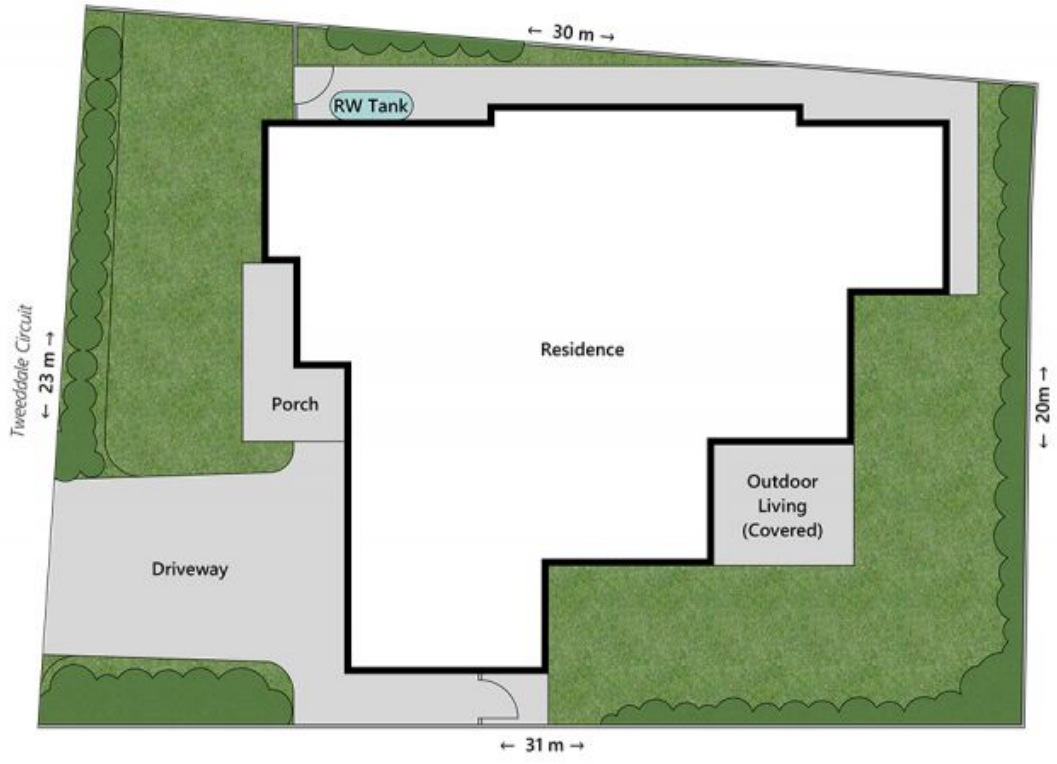 ← 30 m →
RW Tank
Tweeddale Circuit
← 23 m →
Residence
← 20m →
Porch
Outdoor
Living
(Covered)
Driveway
← 31 m →